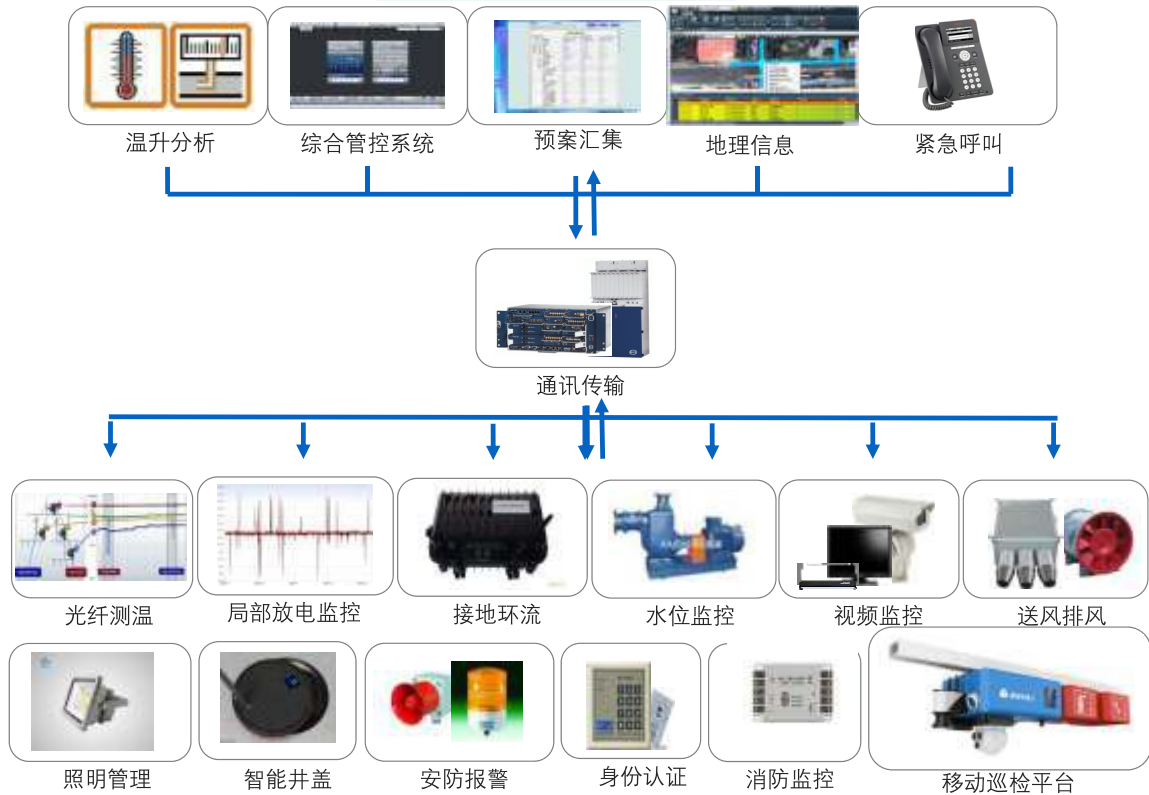 温升分析
综合管控系统
预案汇集
地理信息
紧急呼叫
通讯传输
光纤测温
局部放电监控
接地环流
水位监控
视频监控
送风排风
照明管理
智能井盖
安防报警
身份认证
消防监控
移动巡检平台